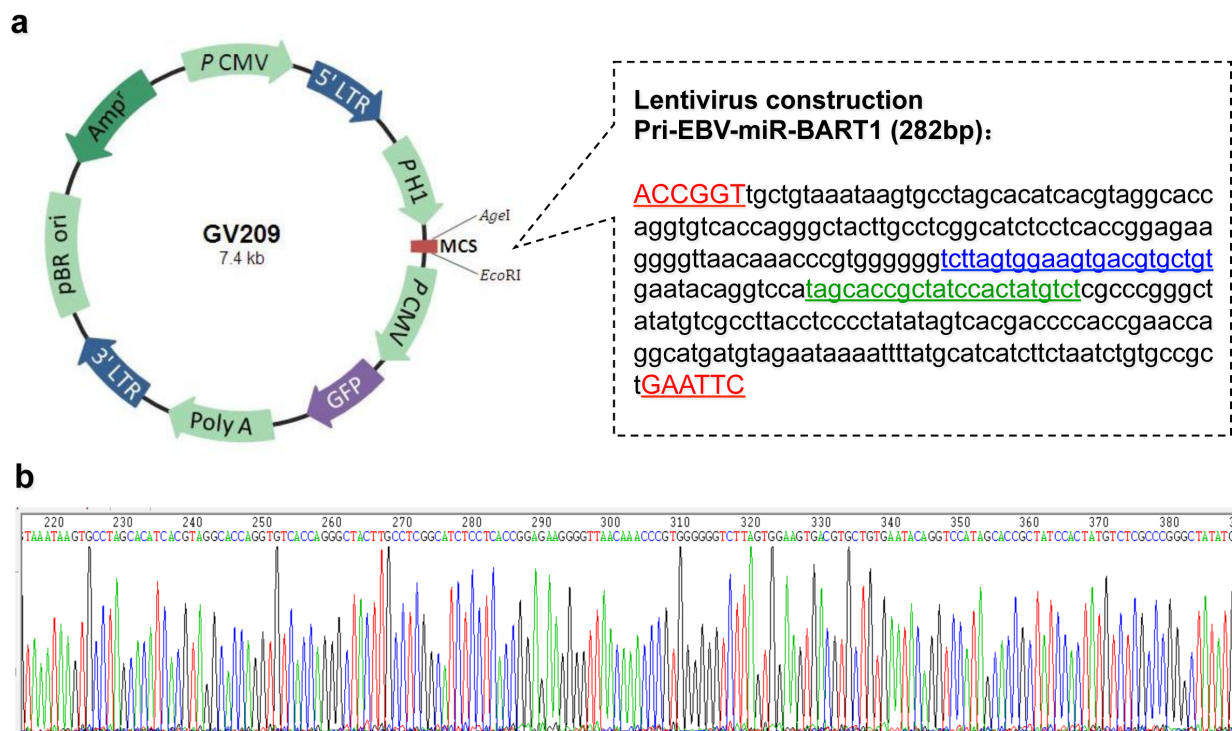 a
P CMV
5' LTR
P H1
AgeI
MCS
EcoRI
P CMV
GFP
Poly A
3' LTR
pBR ori
Ampr
GV209
7.4 kb
Lentivirus construction
Pri-EBV-miR-BART1 (282bp):
ACCGGTtgctgtaaataagtgcctagcacatcacgtaggcacc
aggtgtcaccagggctacttgcctcggcatctcctcaccggagaa
ggggttaacaaacccgtggggggtcttagtggaagtgacgtgctgt
gaatacaggtccatagcaccgctatccactatgtctcgcccgggct
atatgtcgccttacctcccctatatagtcacgaccccaccgaacca
ggcatgatgtagaataaaattttatgcatcatcttctaatctgtgccgc
tGAATTC
b
220 230 240 250 260 270 280 290 300 310 320 330 340 350 360 370 380
TAAATAAGTGCCTAGCACATCACGTAGGCACCAGGTGTCACCAGGGCTACTTGCCTCGGCATCTCCTCACCGGAGAAGGGGTTAACAAACCCGTGGGGGGTCTTAGTGGAAGTGACGTGCTGTGAATACAGGTCCATAGCACCGCTATCCACTATGTCTCGCCCGGGCTATATG